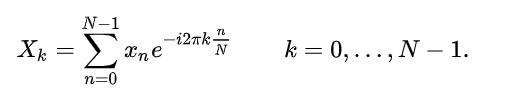 $X_k = \sum_{n=0}^{N-1} x_n e^{-i2\pi k \frac{n}{N}} \qquad k = 0, \ldots, N-1.$